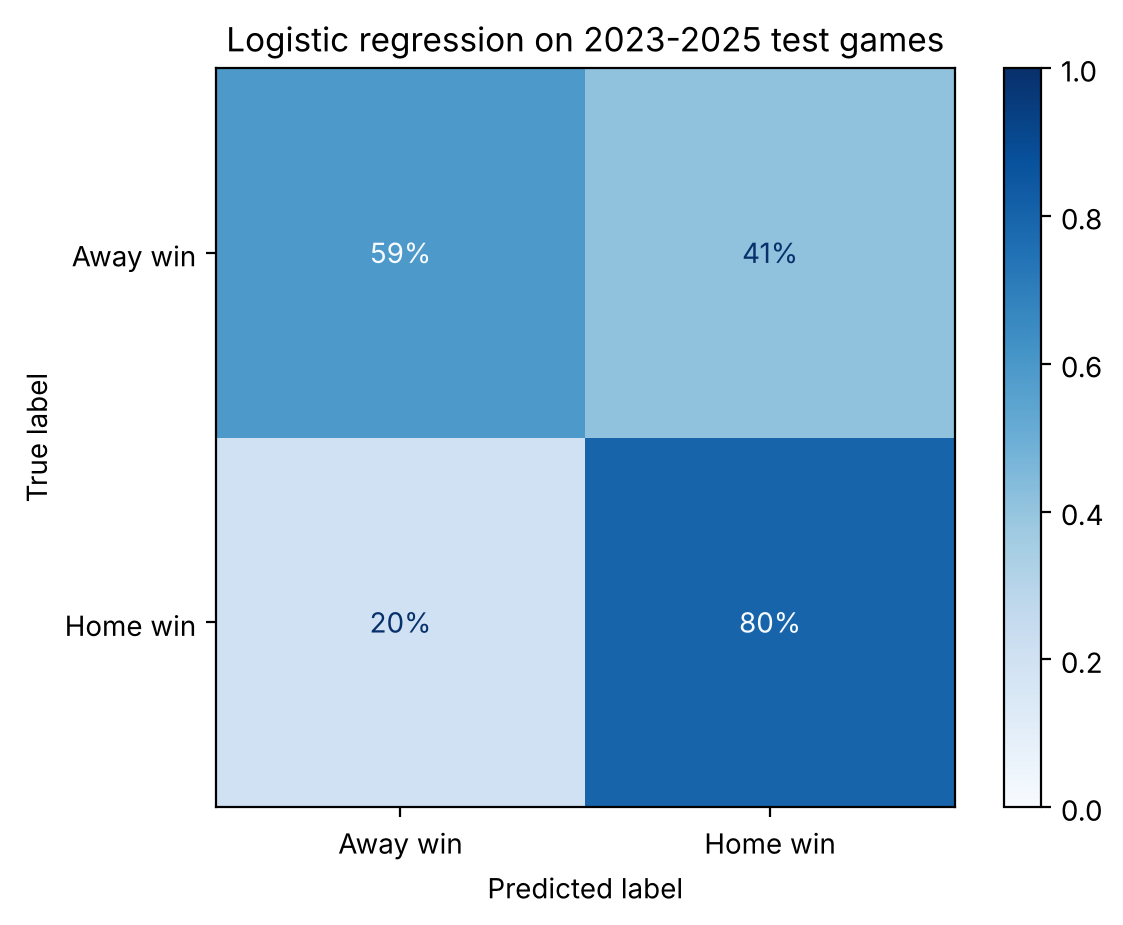 Logistic regression on 2023-2025 test games
1.0
0.8
0.6
0.4
0.2
0.0
True label
Away win
59%
41%
Home win
20%
80%
Away win
Home win
Predicted label